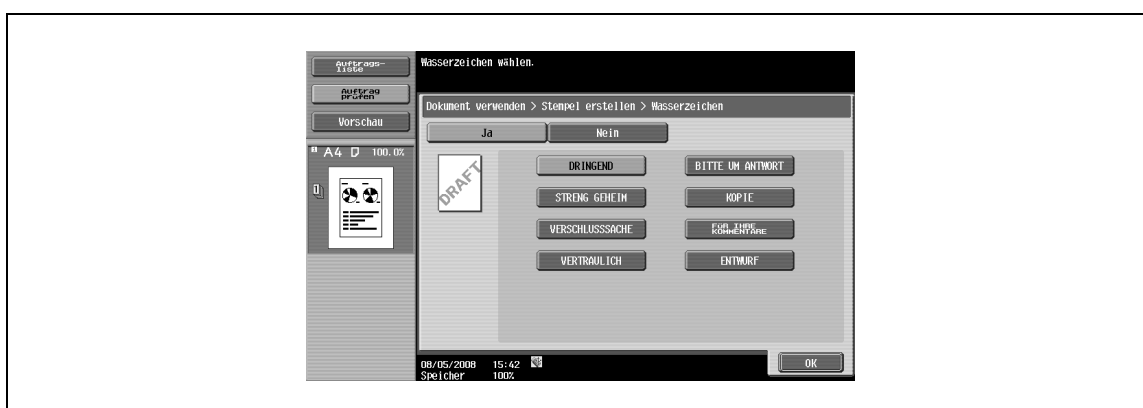 Auftrags-
liste
Auftrag
prüfen
Vorschau
A4 100.0%
1
Wasserzeichen wählen.
Dokument verwenden > Stempel erstellen > Wasserzeichen
Ja Nein
DRAFT
DRINGEND BITTE UM ANTWORT
STRENG GEHEIM KOPIE
VERSCHLUSSSACHE FÜR IHRE
KOMMENTARE
VERTRAULICH ENTWURF
08/05/2008 15:42
Speicher 100%
OK